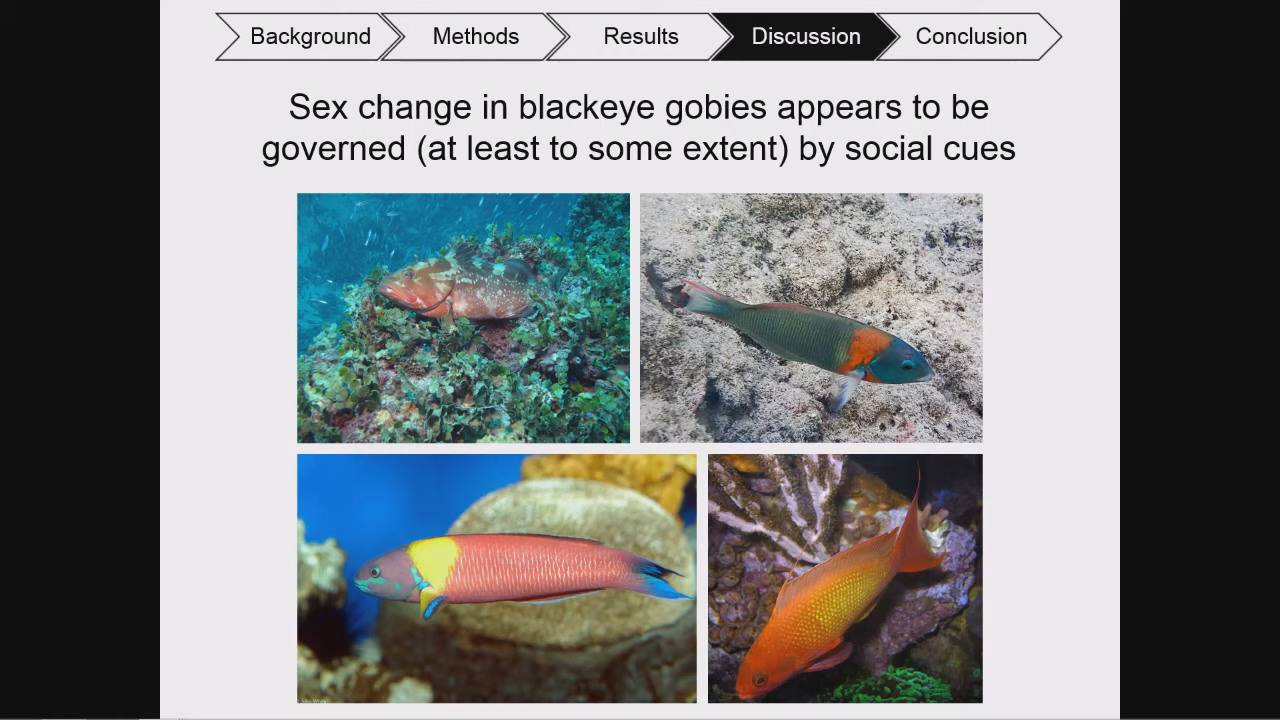 Background
Methods
Results
Discussion
Conclusion
Sex change in blackeye gobies appears to be
governed (at least to some extent) by social cues